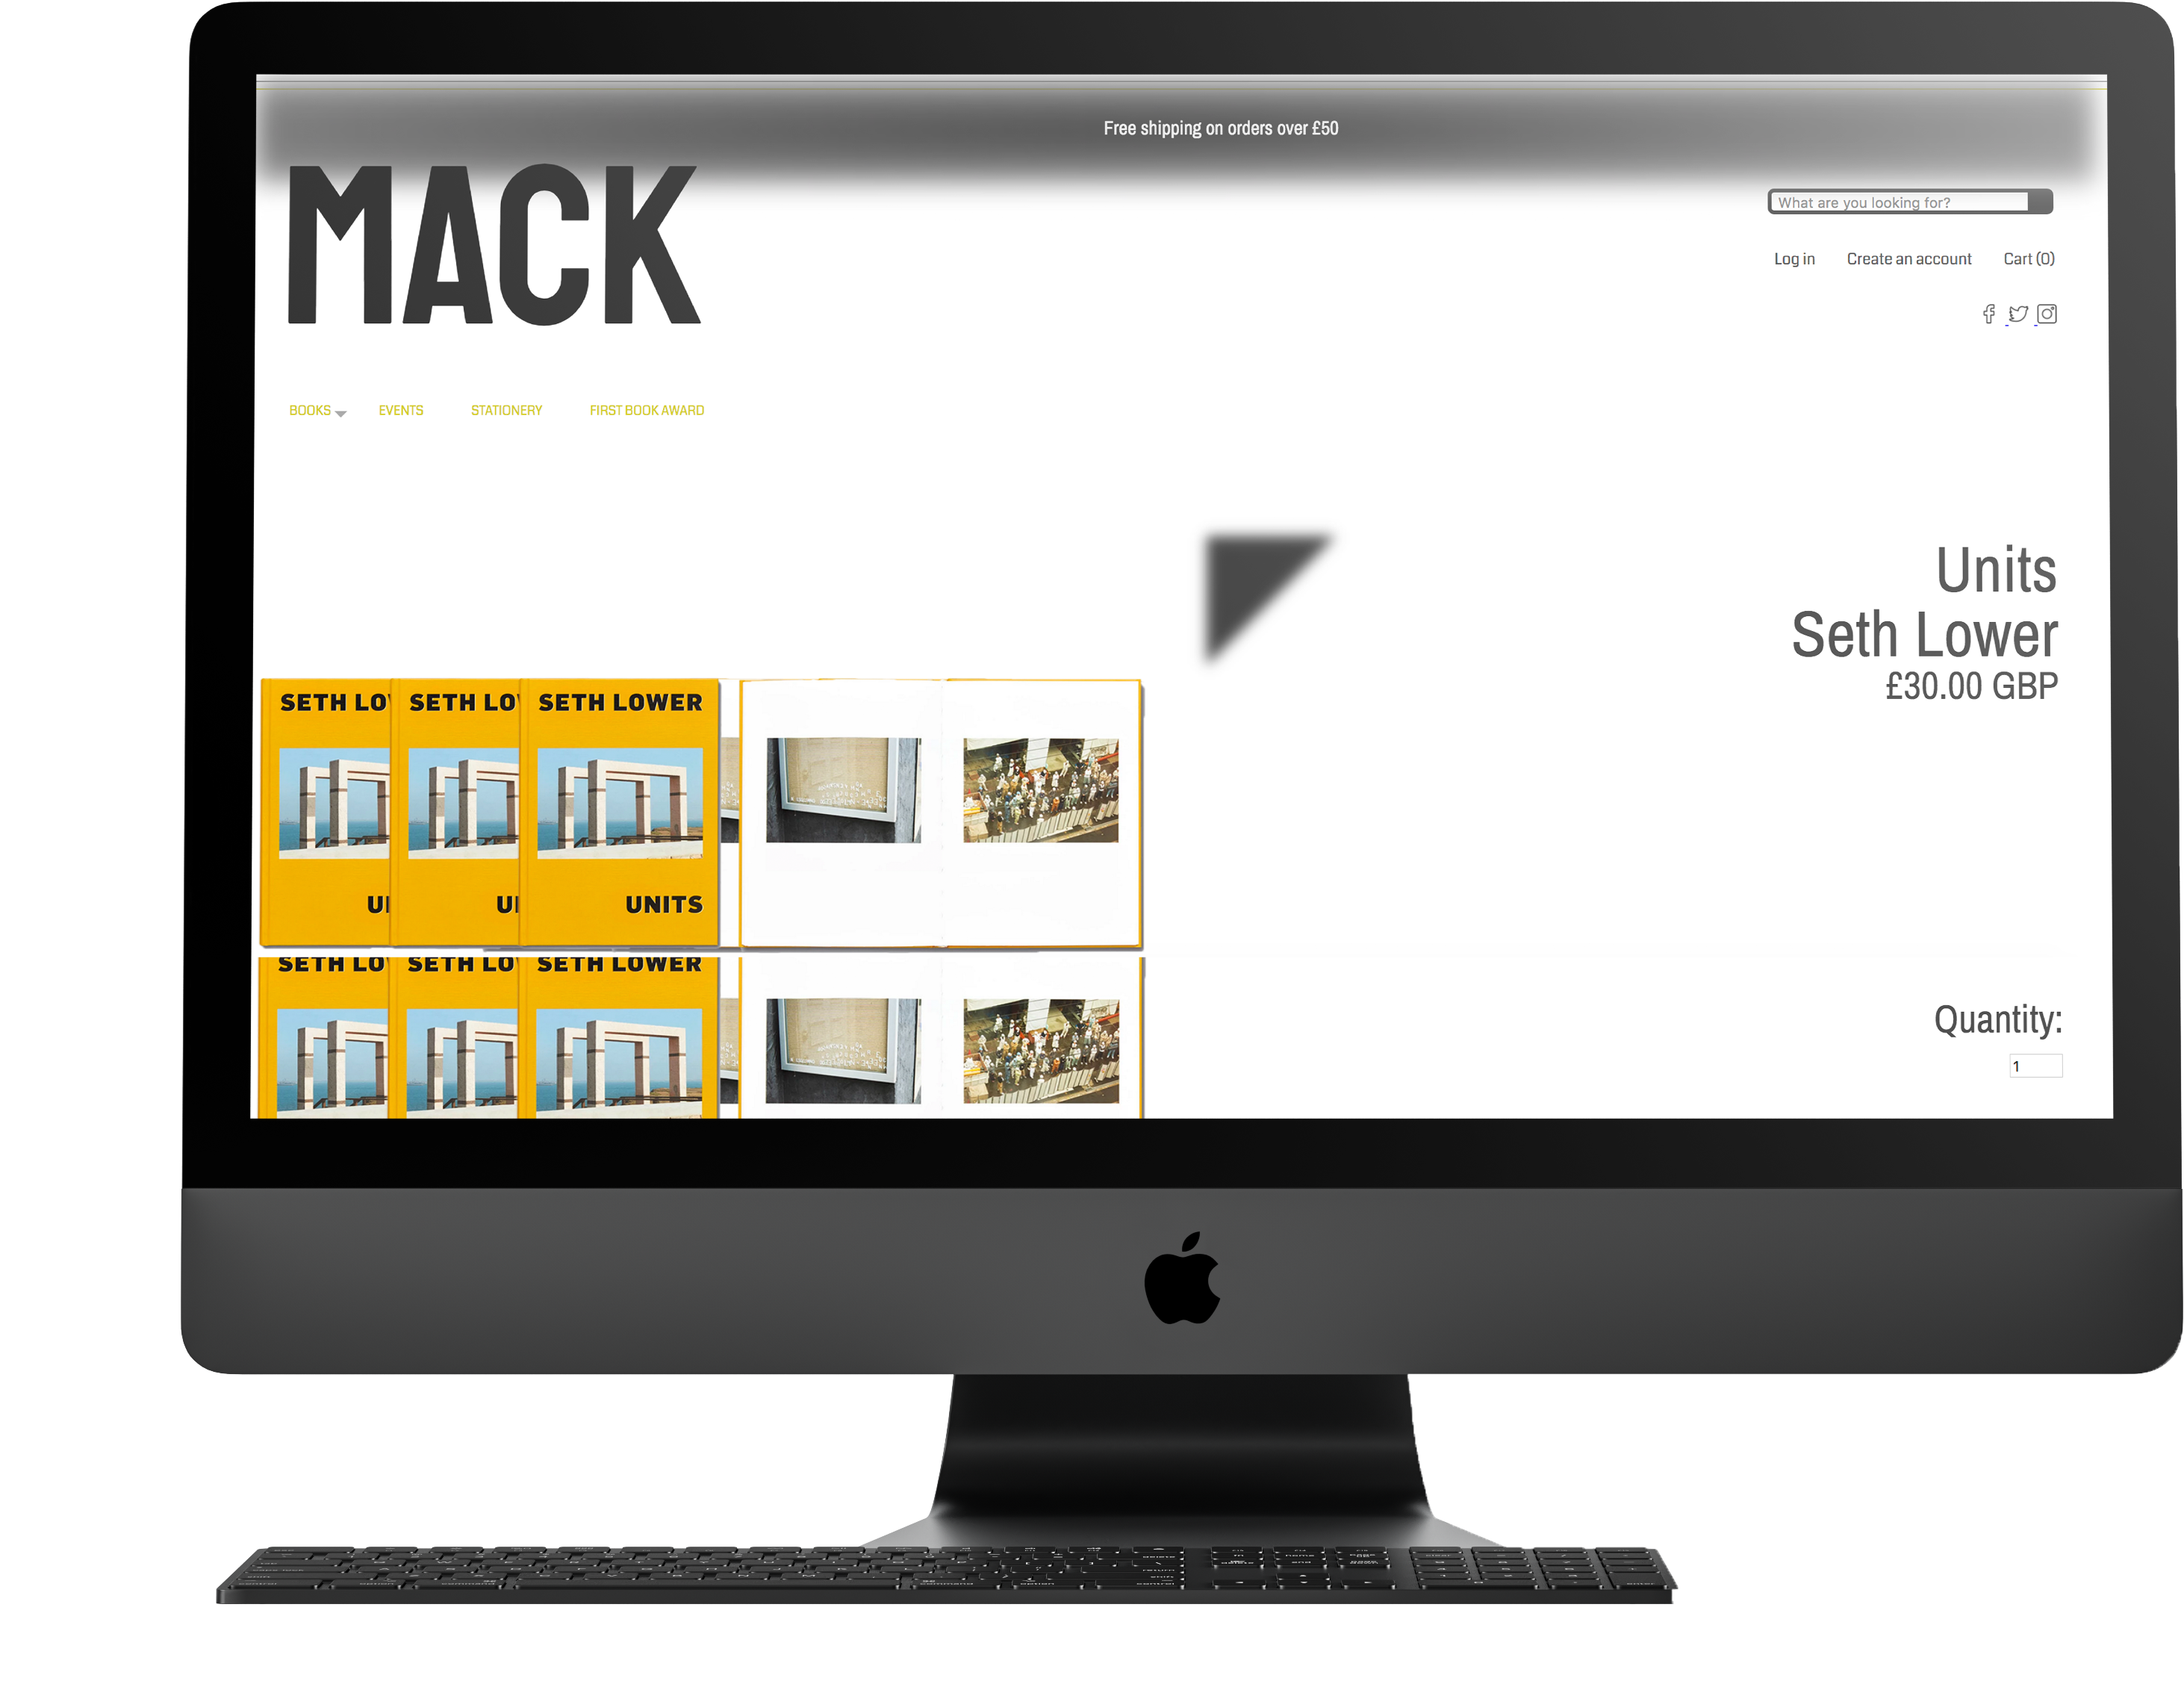 Free shipping on orders over £50
MACK
What are you looking for?
Log in Create an account Cart (0)
BOOKS EVENTS STATIONERY FIRST BOOK AWARD
Units
Seth Lower
£30.00 GBP
SETH LO SETH LO SETH LOWER
U U UNITS
SETH LO SETH LO SETH LOWER
Quantity:
1